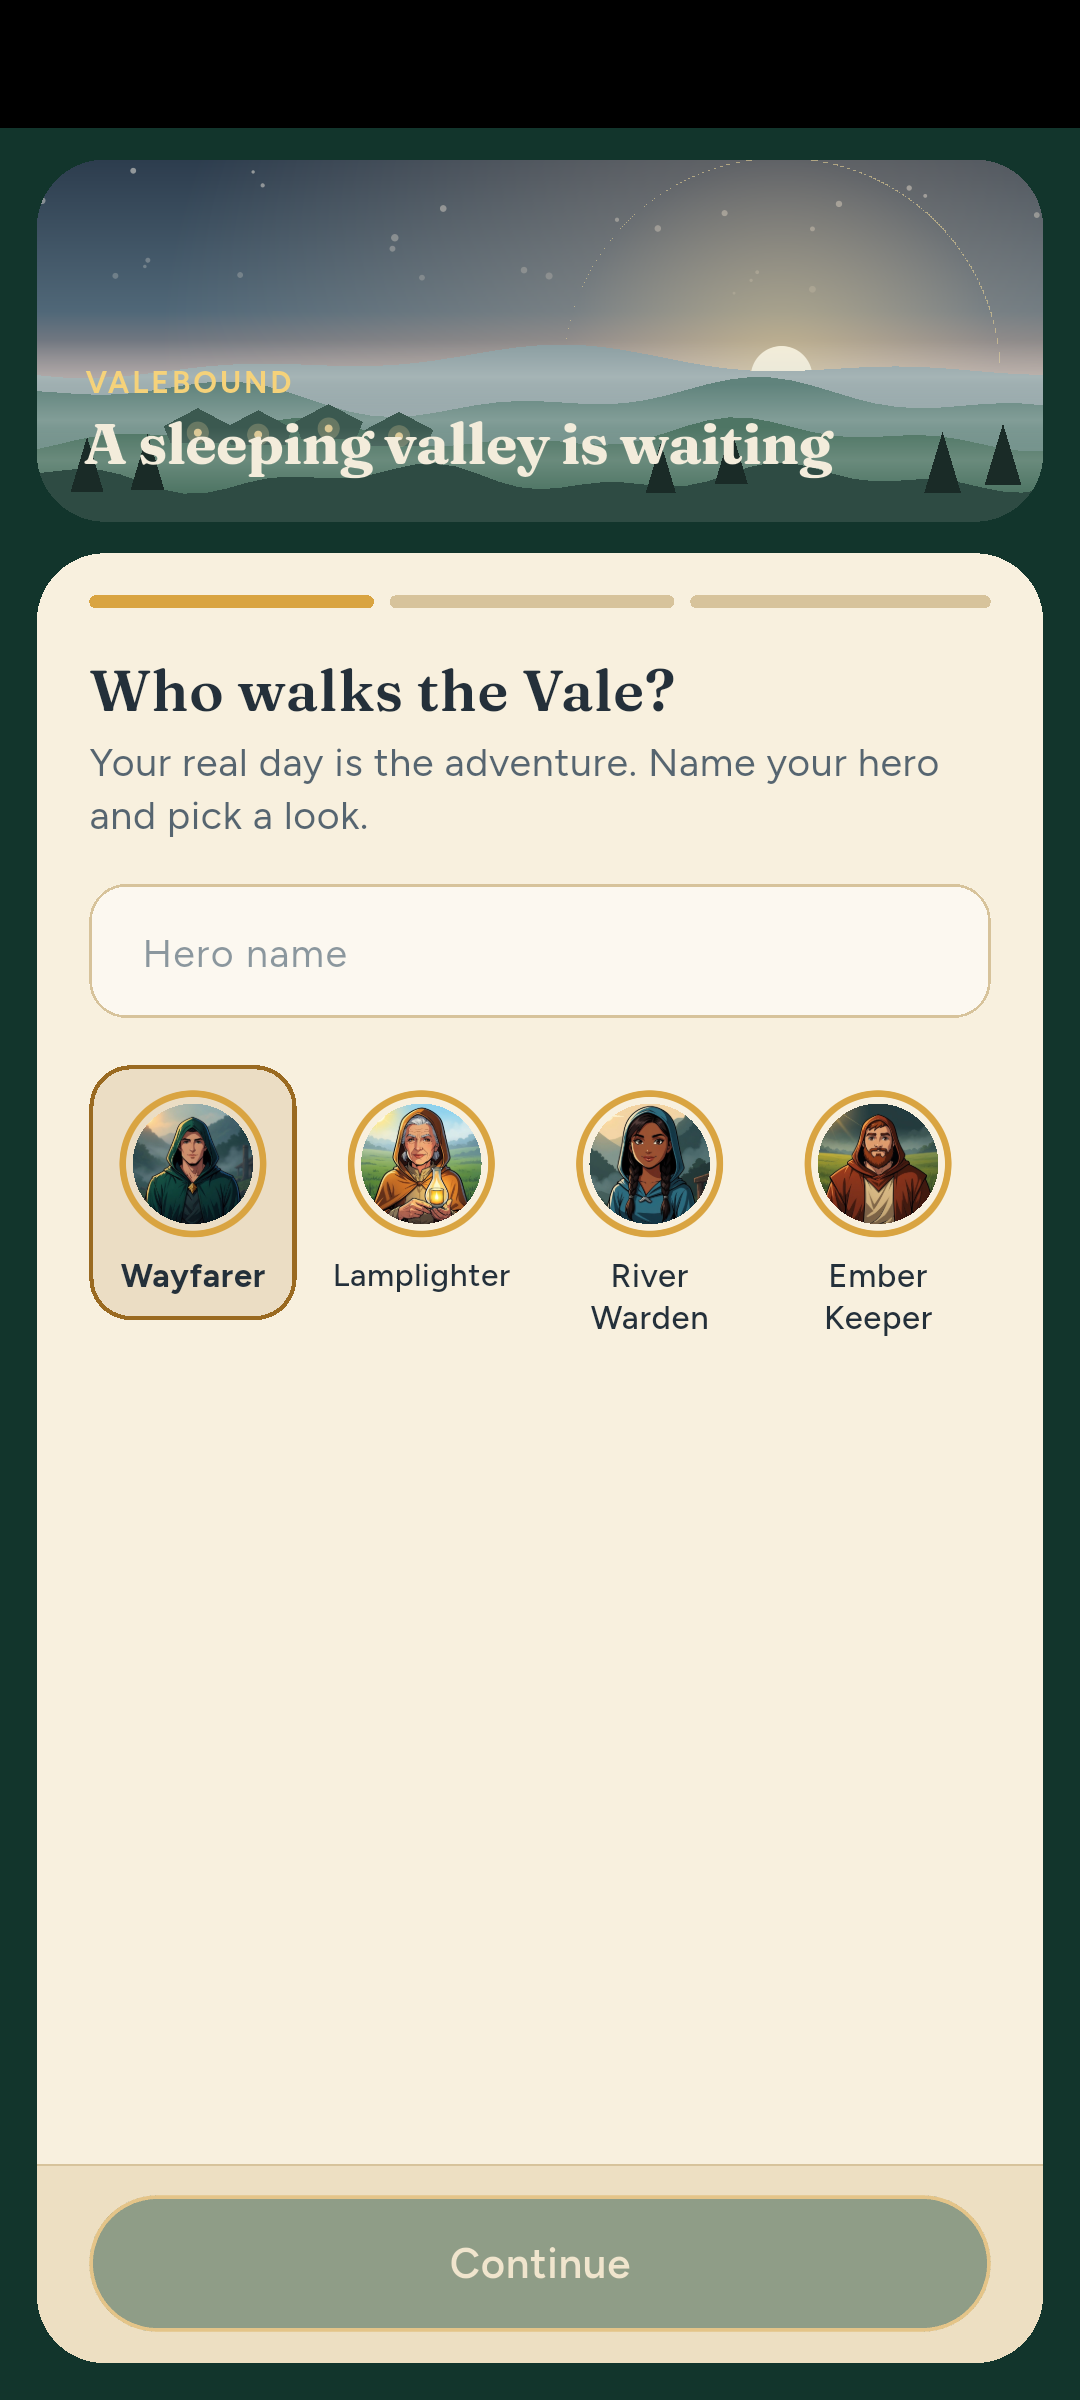 VALEBOUND
A sleeping valley is waiting
Who walks the Vale?
Your real day is the adventure. Name your hero
and pick a look.
Hero name
Wayfarer
Lamplighter
River
Warden
Ember
Keeper
Continue